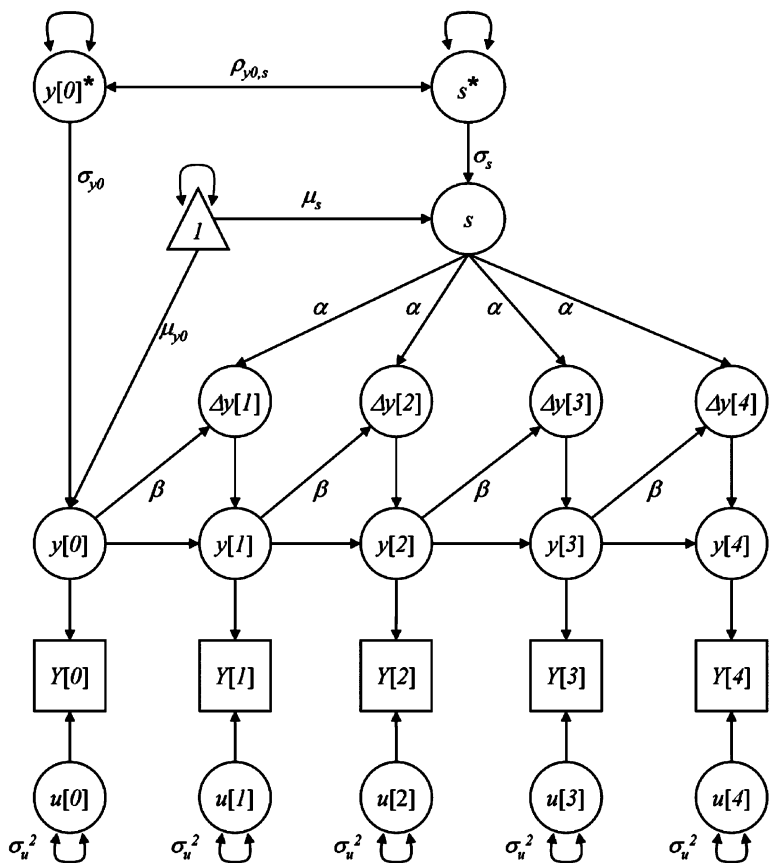 y[0]* ρy0,s s*
σy0 σs
1 μs s
μy0 α α α α
Δy[1] Δy[2] Δy[3] Δy[4]
β β β β
y[0] y[1] y[2] y[3] y[4]
Y[0] Y[1] Y[2] Y[3] Y[4]
u[0] u[1] u[2] u[3] u[4]
σu² σu² σu² σu² σu²